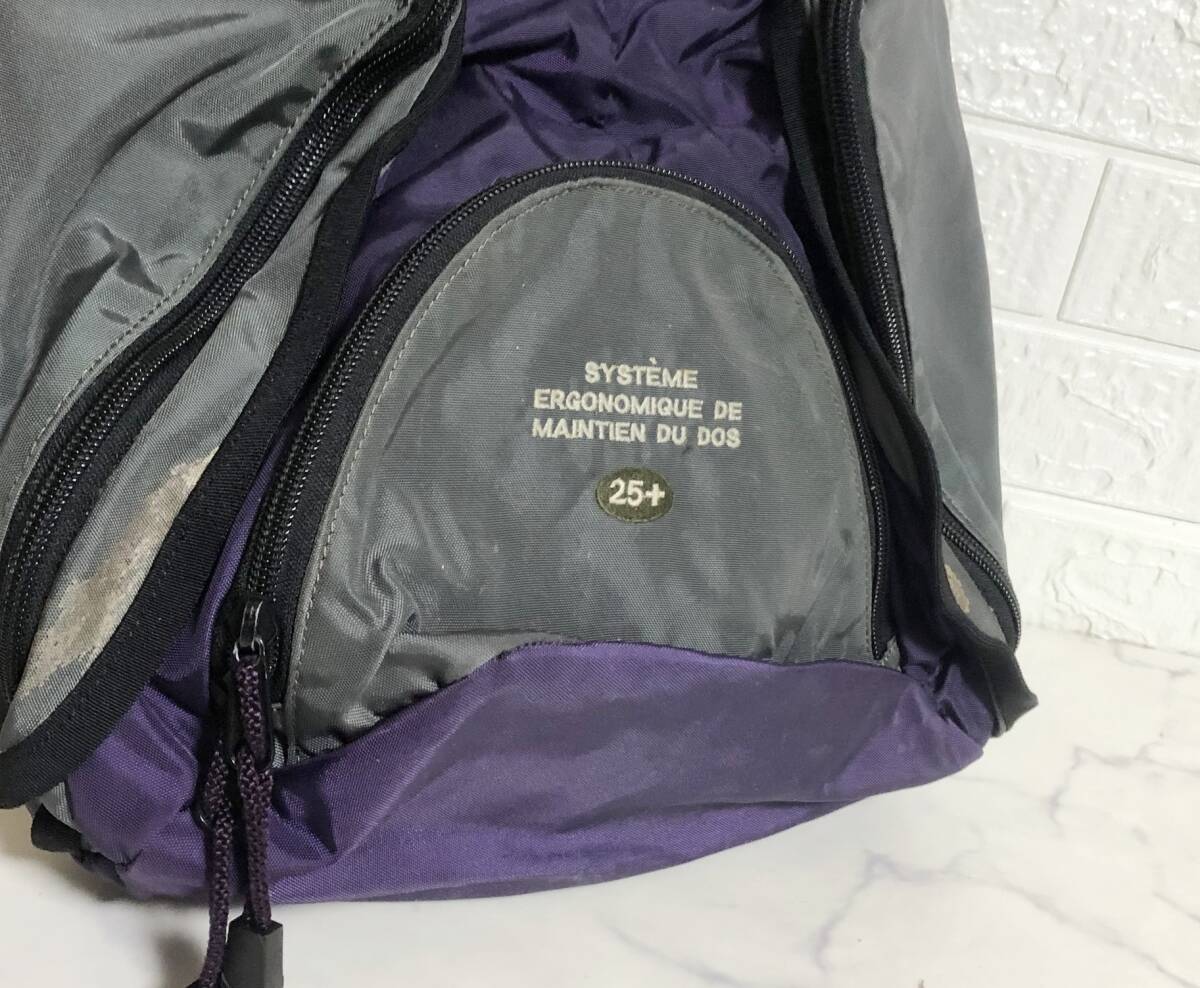 SYSTÈME
ERGONOMIQUE DE
MAINTIEN DU DOS
25+